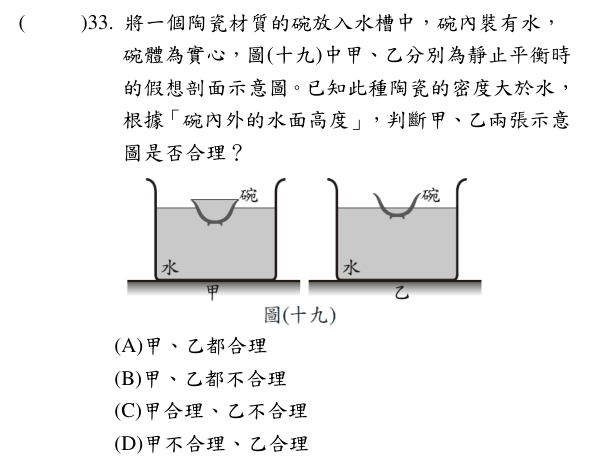 (　　)33. 將一個陶瓷材質的碗放入水槽中，碗內裝有水，
碗體為實心，圖(十九)中甲、乙分別為靜止平衡時
的假想剖面示意圖。已知此種陶瓷的密度大於水，
根據「碗內外的水面高度」，判斷甲、乙兩張示意
圖是否合理？
碗 碗
水 水
甲 乙
圖(十九)
(A)甲、乙都合理
(B)甲、乙都不合理
(C)甲合理、乙不合理
(D)甲不合理、乙合理